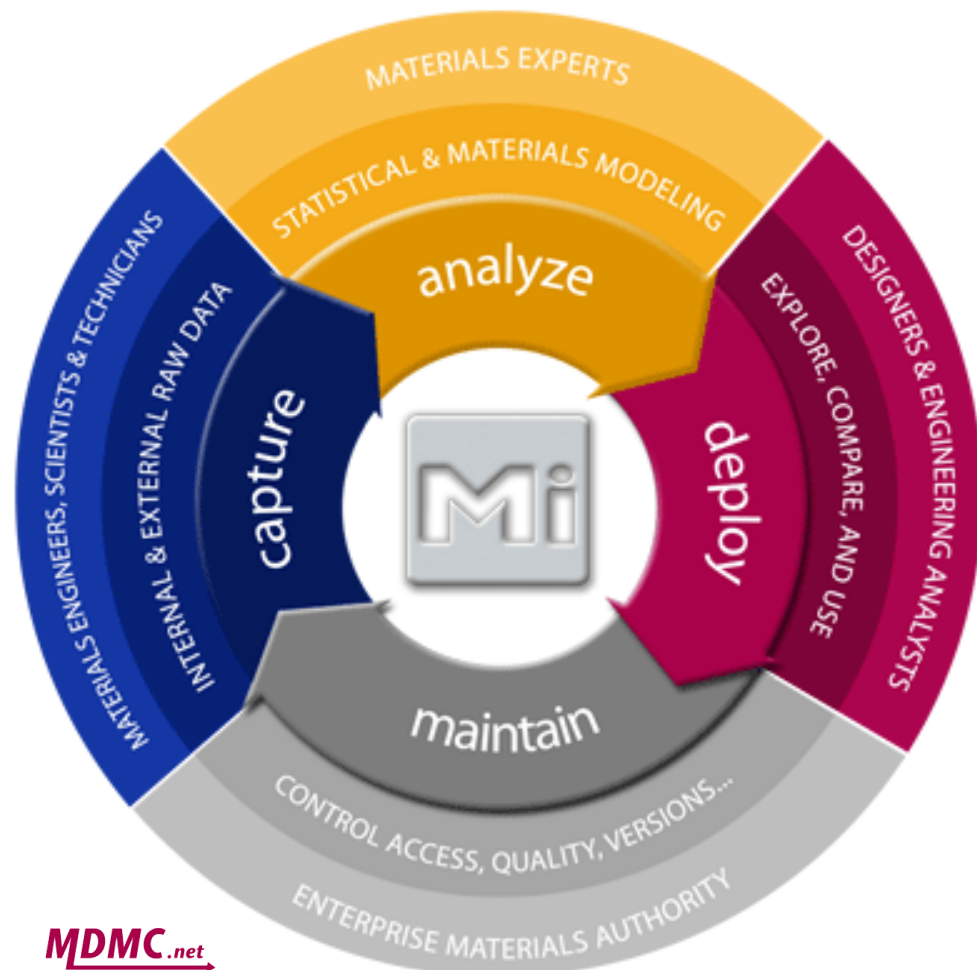 MATERIALS EXPERTS
STATISTICAL & MATERIALS MODELING
analyze
DESIGNERS & ENGINEERING ANALYSTS
EXPLORE, COMPARE, AND USE
deploy
MATERIALS ENGINEERS, SCIENTISTS & TECHNICIANS
INTERNAL & EXTERNAL RAW DATA
capture
Mi
maintain
CONTROL ACCESS, QUALITY, VERSIONS...
ENTERPRISE MATERIALS AUTHORITY
MDMC.net